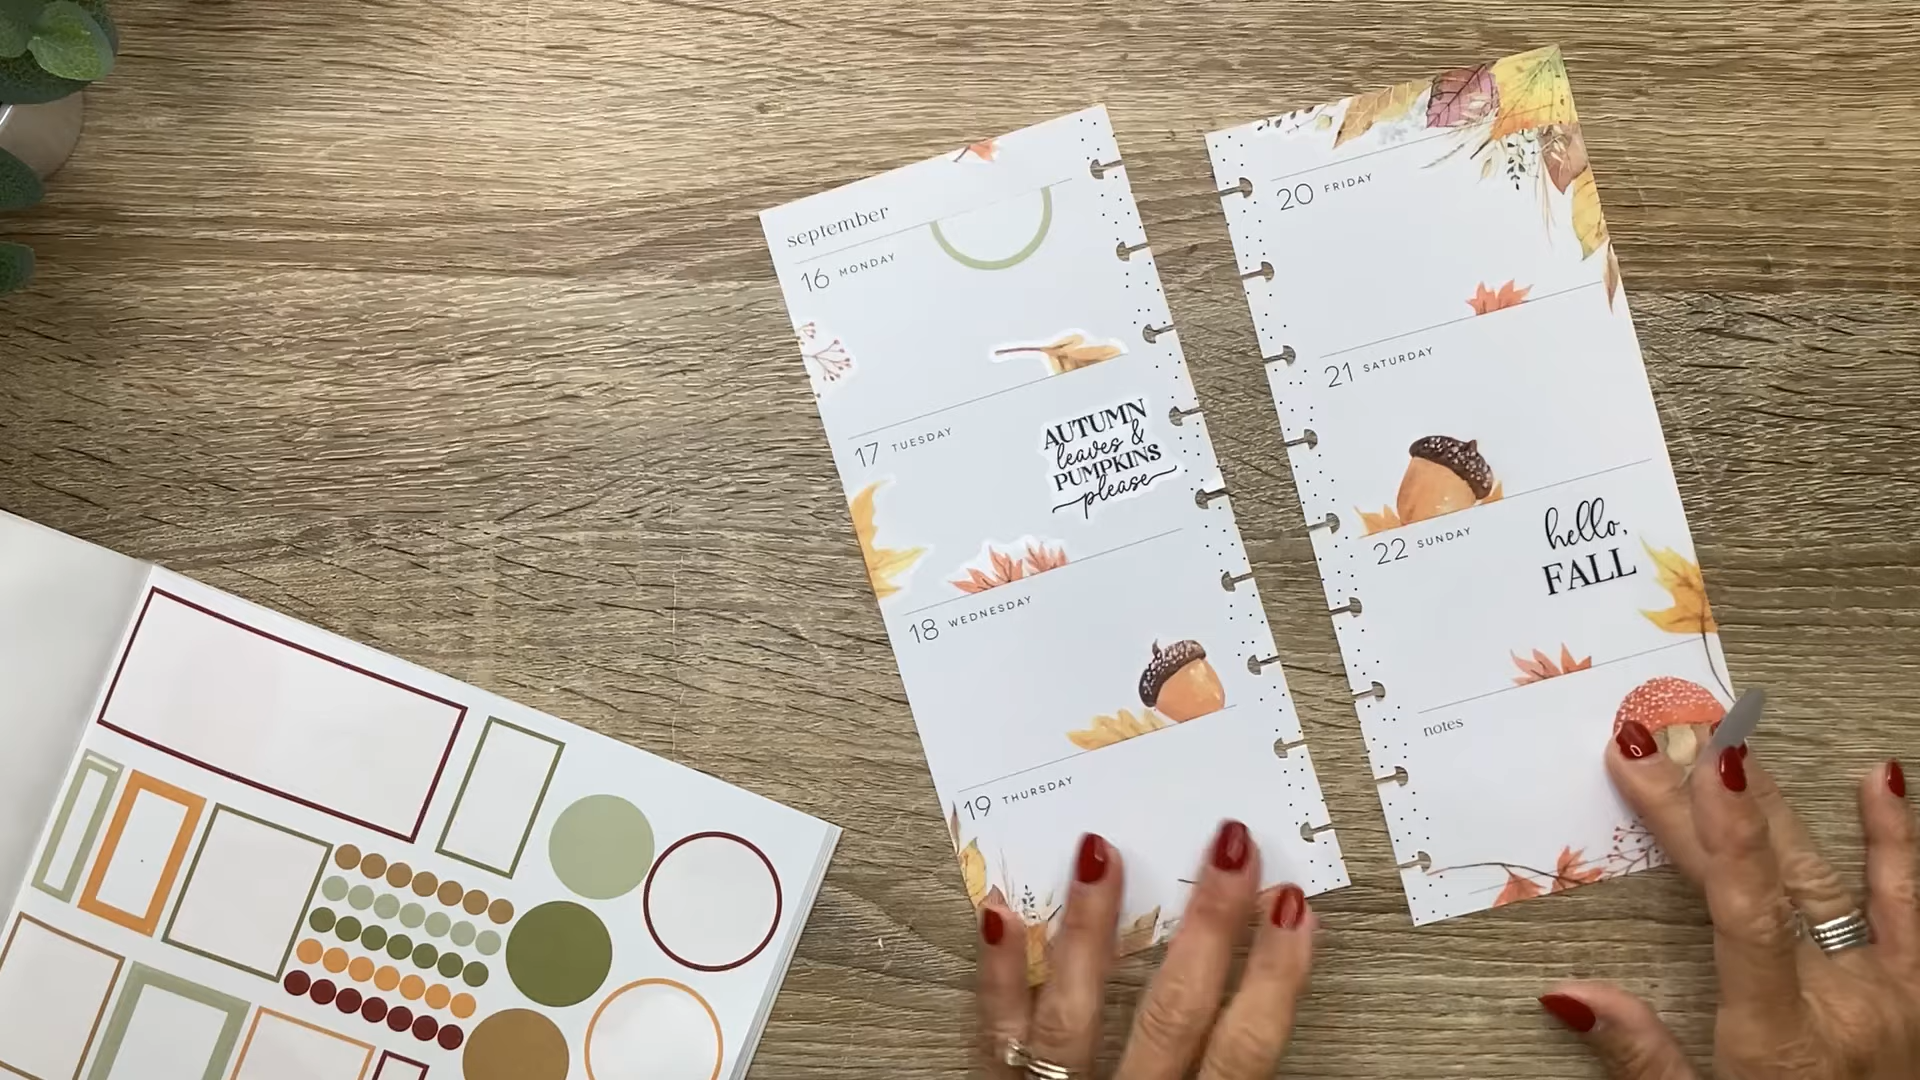 september
16 MONDAY
17 TUESDAY
AUTUMN
leaves &
PUMPKINS
please
18 WEDNESDAY
19 THURSDAY
20 FRIDAY
21 SATURDAY
22 SUNDAY
hello,
FALL
notes